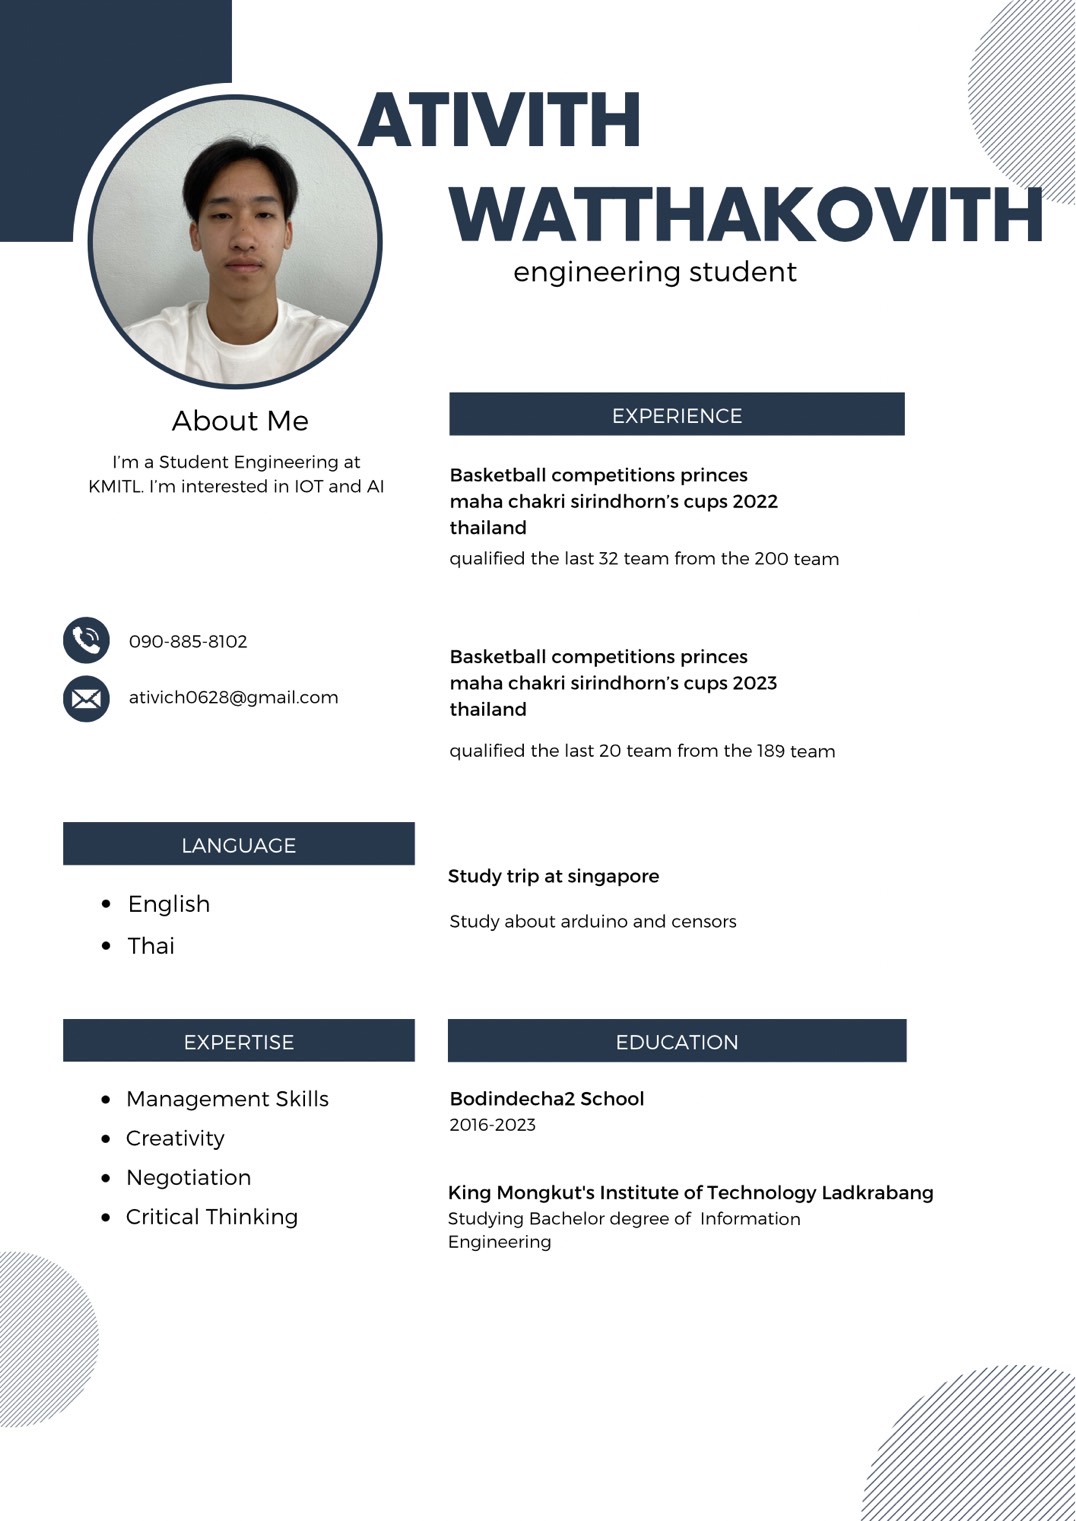 ATIVITH
WATTHAKOVITH
engineering student
About Me
I'm a Student Engineering at
KMITL. I'm interested in IOT and AI
090-885-8102
ativich0628@gmail.com
LANGUAGE
English
Thai
EXPERTISE
Management Skills
Creativity
Negotiation
Critical Thinking
EXPERIENCE
Basketball competitions princes
maha chakri sirindhorn's cups 2022
thailand
qualified the last 32 team from the 200 team
Basketball competitions princes
maha chakri sirindhorn's cups 2023
thailand
qualified the last 20 team from the 189 team
Study trip at singapore
Study about arduino and censors
EDUCATION
Bodindecha2 School
2016-2023
King Mongkut's Institute of Technology Ladkrabang
Studying Bachelor degree of Information
Engineering